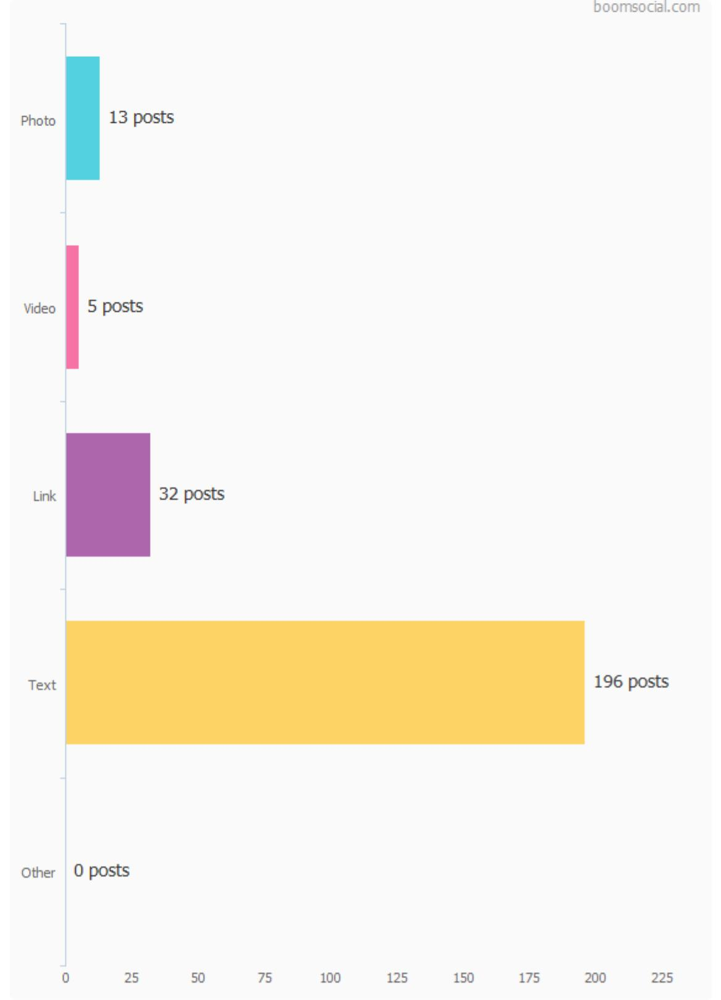 boomsocial.com
Photo 13 posts
Video 5 posts
Link 32 posts
Text 196 posts
Other 0 posts
0 25 50 75 100 125 150 175 200 225